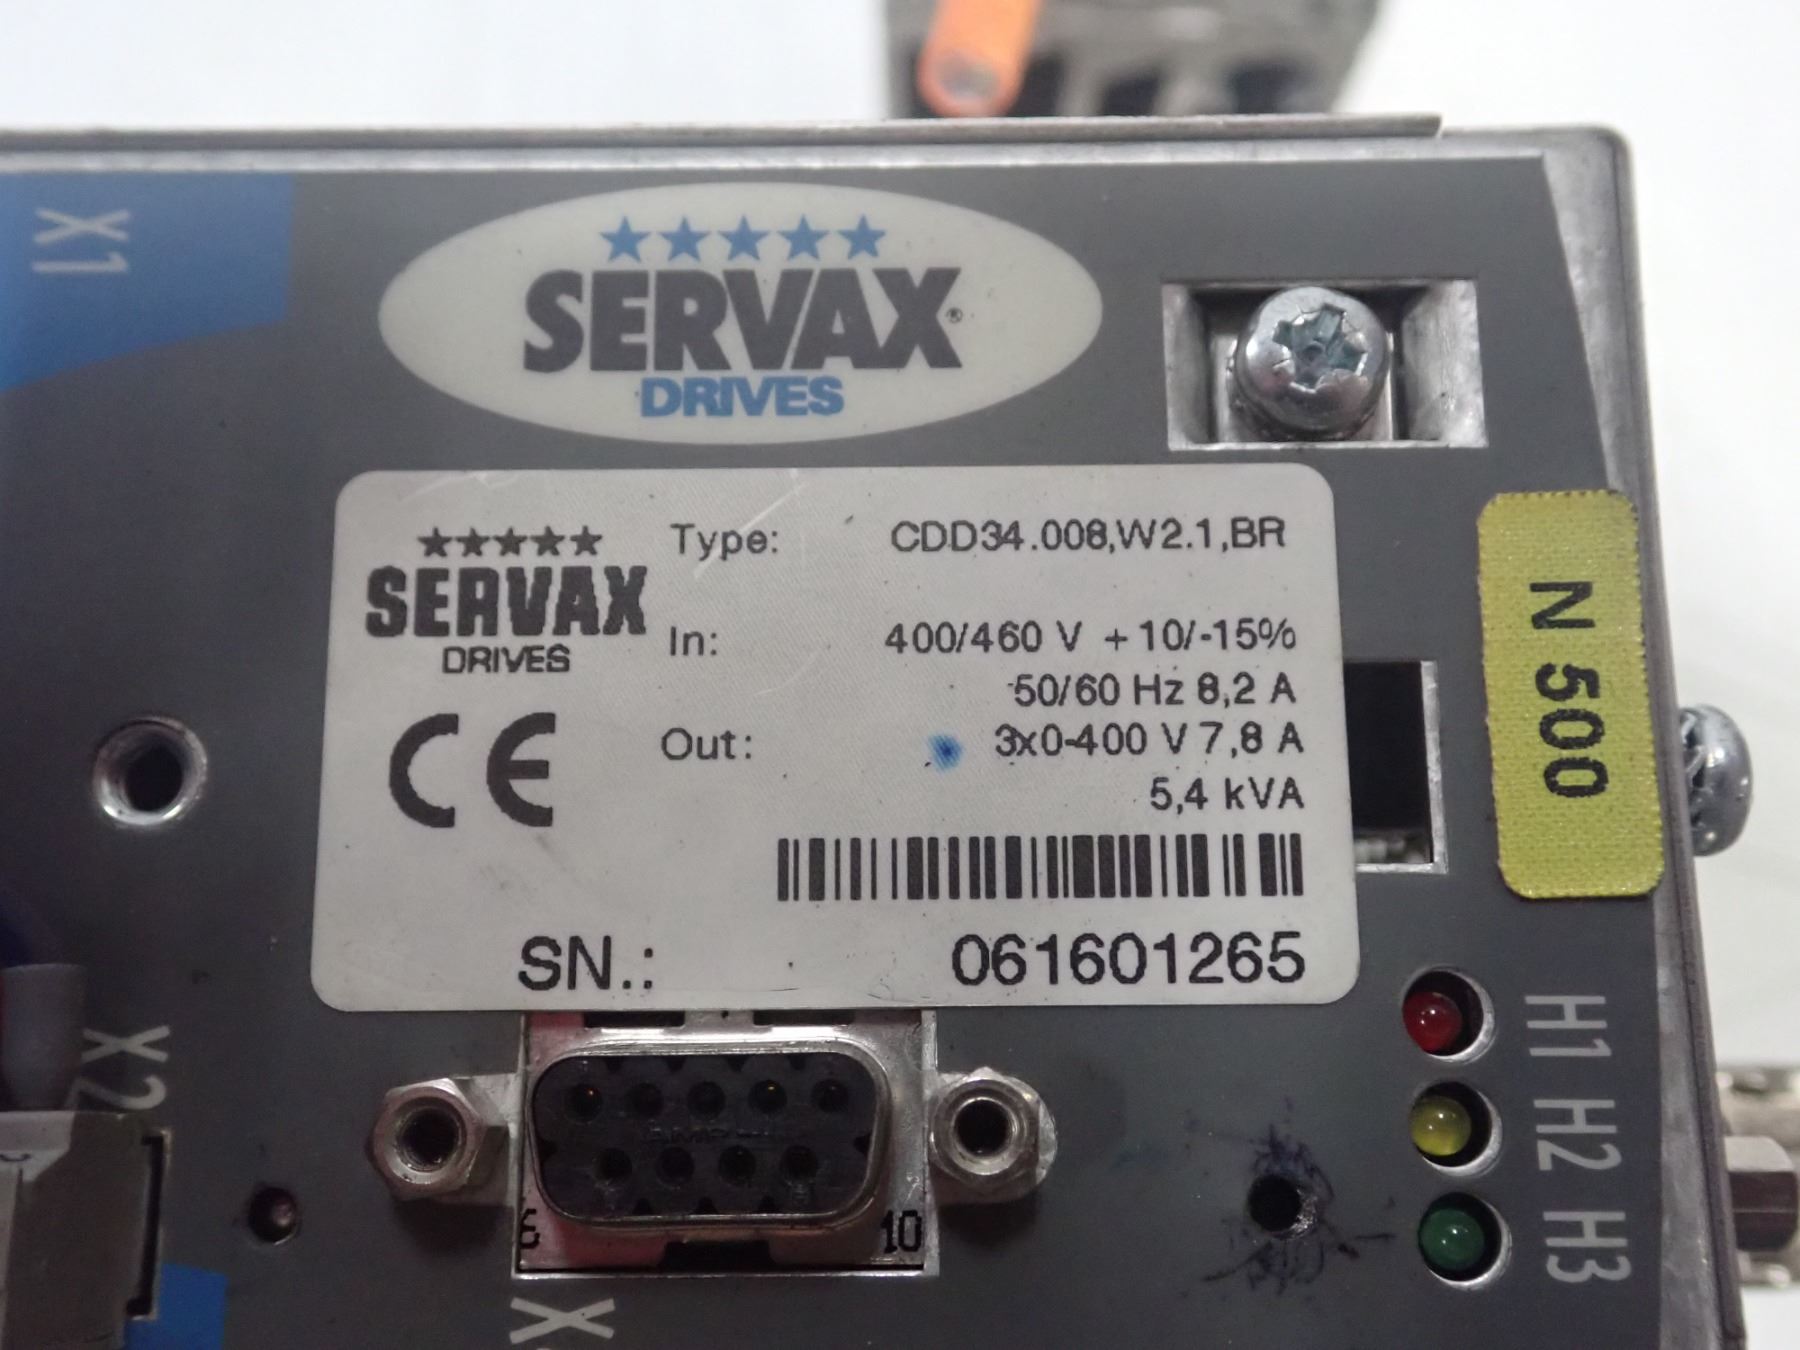 X1
SERVAX®
DRIVES
SERVAX
DRIVES
Type: CDD34.008,W2.1,BR
In: 400/460 V +10/-15%
50/60 Hz 8,2 A
Out: 3x0-400 V 7,8 A
5,4 kVA
CE
SN.: 061601265
N 500
H1 H2 H3
X2
6 10
X